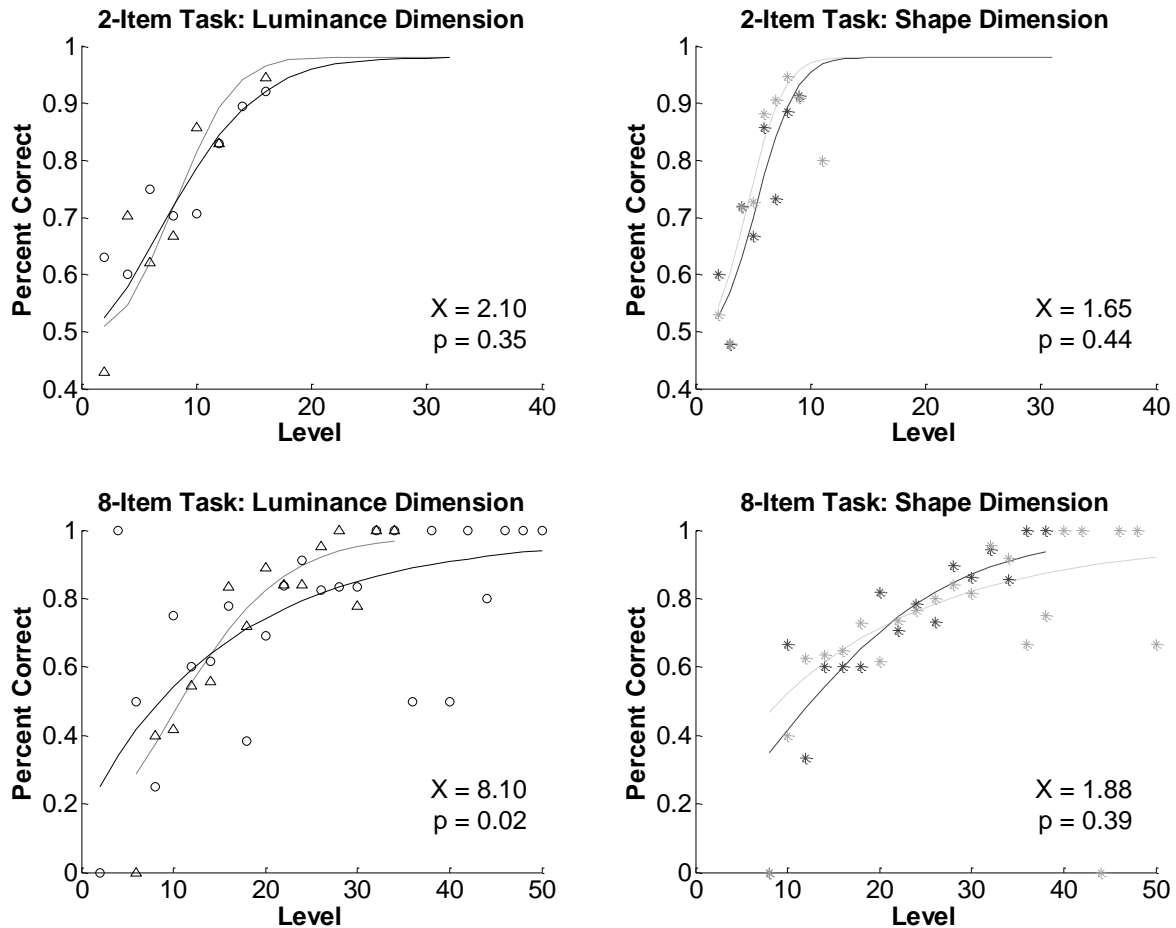 2-Item Task: Luminance Dimension
1
0.9
0.8
0.7
0.6
0.5
0.4
Percent Correct
X = 2.10
p = 0.35
0 10 20 30 40
Level
2-Item Task: Shape Dimension
1
0.9
0.8
0.7
0.6
0.5
0.4
Percent Correct
X = 1.65
p = 0.44
0 10 20 30 40
Level
8-Item Task: Luminance Dimension
1
0.8
0.6
0.4
0.2
0
Percent Correct
X = 8.10
p = 0.02
0 10 20 30 40 50
Level
8-Item Task: Shape Dimension
1
0.8
0.6
0.4
0.2
0
Percent Correct
X = 1.88
p = 0.39
0 10 20 30 40 50
Level